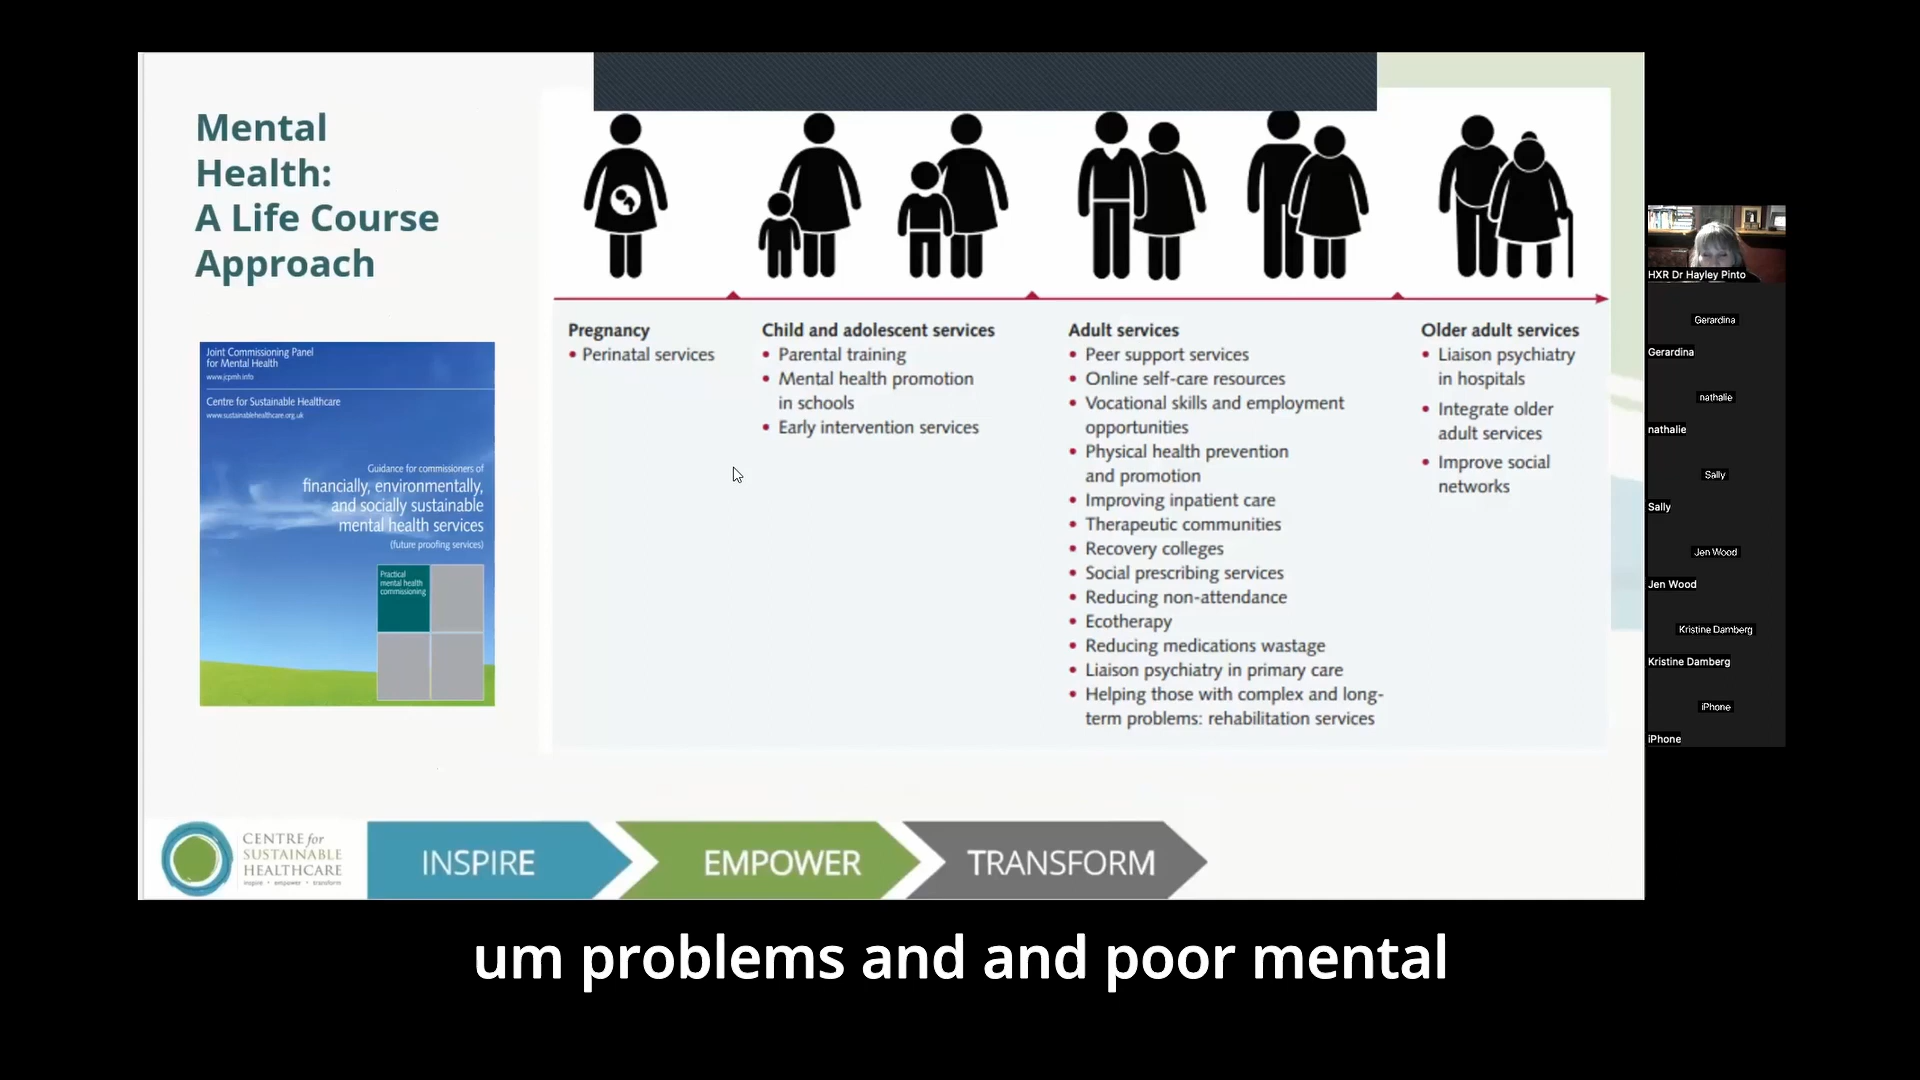 Mental
Health:
A Life Course
Approach
Joint Commissioning Panel
for Mental Health
www.jcpmh.info
Centre for Sustainable Healthcare
www.sustainablehealthcare.org.uk
Guidance for commissioners of
financially, environmentally,
and socially sustainable
mental health services
(future proofing services)
Practical
mental health
commissioning
Pregnancy
• Perinatal services
Child and adolescent services
• Parental training
• Mental health promotion
in schools
• Early intervention services
Adult services
• Peer support services
• Online self-care resources
• Vocational skills and employment
opportunities
• Physical health prevention
and promotion
• Improving inpatient care
• Therapeutic communities
• Recovery colleges
• Social prescribing services
• Reducing non-attendance
• Ecotherapy
• Reducing medications wastage
• Liaison psychiatry in primary care
• Helping those with complex and long-
term problems: rehabilitation services
Older adult services
• Liaison psychiatry
in hospitals
• Integrate older
adult services
• Improve social
networks
CENTRE for
SUSTAINABLE
HEALTHCARE
inspire • empower • transform
INSPIRE
EMPOWER
TRANSFORM
HXR Dr Hayley Pinto
Gerardina
Gerardina
nathalie
nathalie
Sally
Sally
Jen Wood
Jen Wood
Kristine Damberg
Kristine Damberg
iPhone
iPhone
um problems and and poor mental